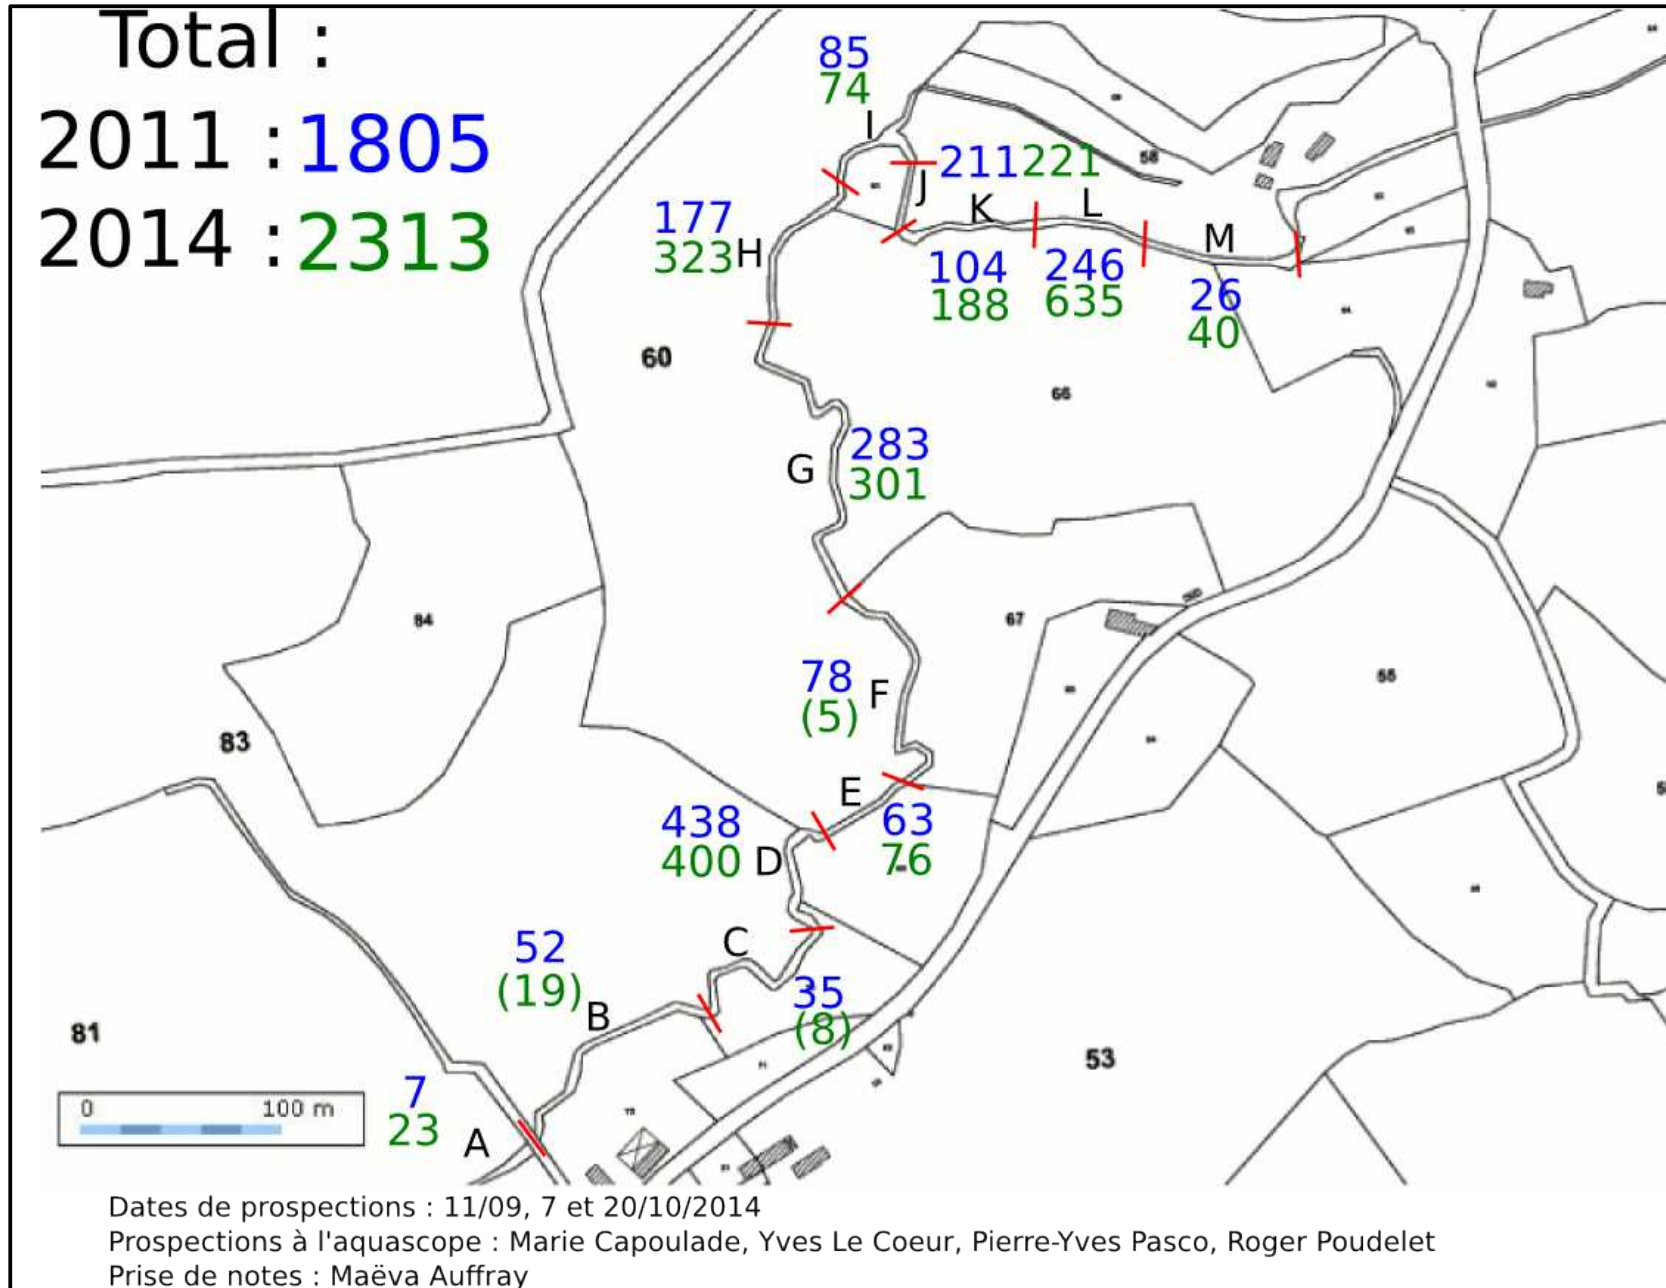 Total :
2011 : 1805
2014 : 2313
85
74
I
211 221
J
K
L
M
58
177
323 H
104
188
246
635
26
40
60
66
G
283
301
84
67
55
78
(5)
F
83
E
438
400 D
63
76
C
52
(19)
B
35
(8)
81
53
7
23
A
0 100 m
Dates de prospections : 11/09, 7 et 20/10/2014
Prospections à l'aquascope : Marie Capoulade, Yves Le Coeur, Pierre-Yves Pasco, Roger Poudelet
Prise de notes : Maëva Auffray